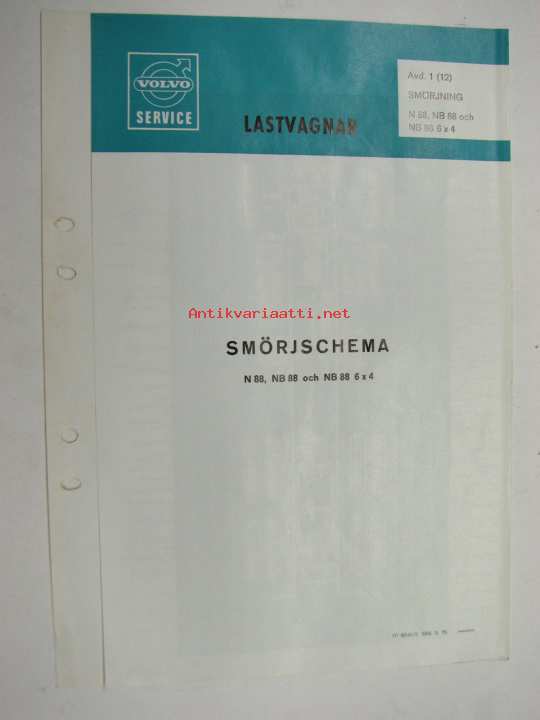 VOLVO
SERVICE
LASTVAGNAR
Avd. 1 (12)
SMÖRJNING
N 88, NB 88 och
NB 88 6 x 4
Antikvariaatti.net
SMÖRJSCHEMA
N 88, NB 88 och NB 88 6 x 4